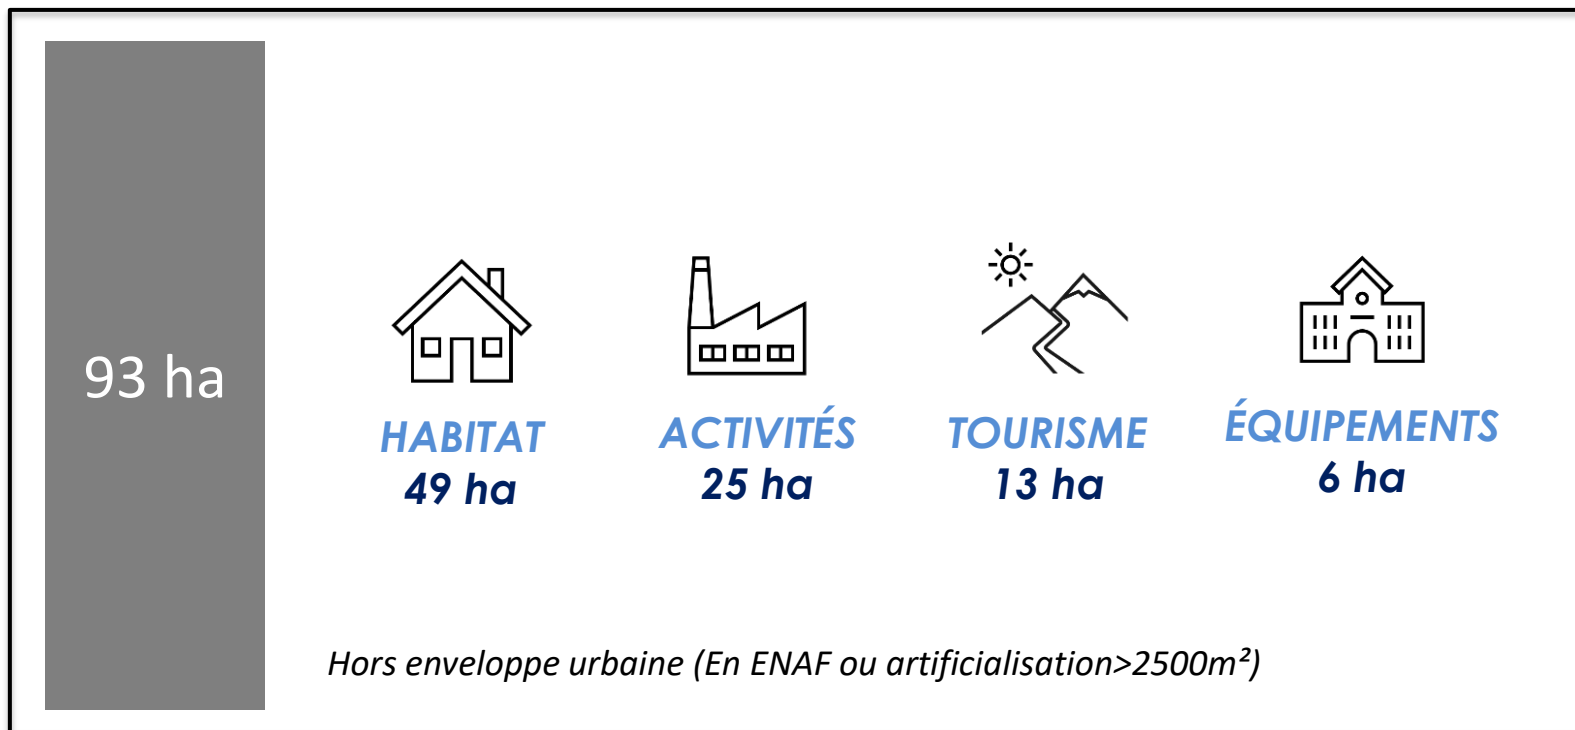 93 ha
HABITAT
49 ha
ACTIVITÉS
25 ha
TOURISME
13 ha
ÉQUIPEMENTS
6 ha
Hors enveloppe urbaine (En ENAF ou artificialisation>2500m²)